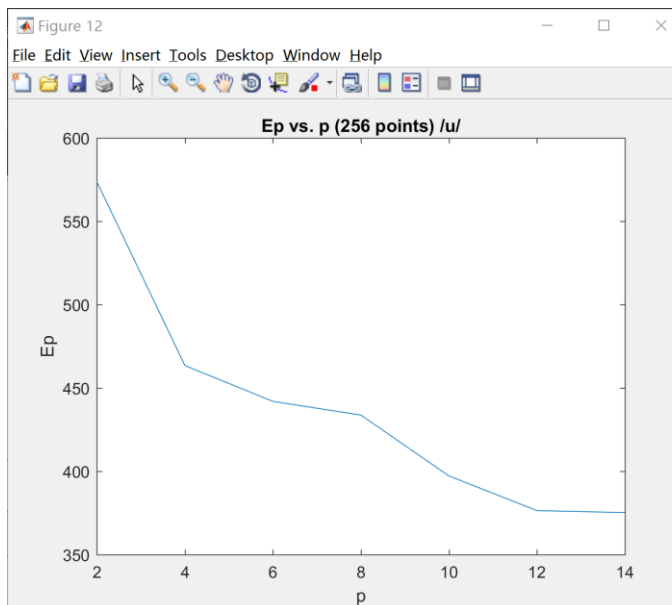 Figure 12
File Edit View Insert Tools Desktop Window Help
Ep vs. p (256 points) /u/
600
550
500
450
400
350
Ep
2 4 6 8 10 12 14
p